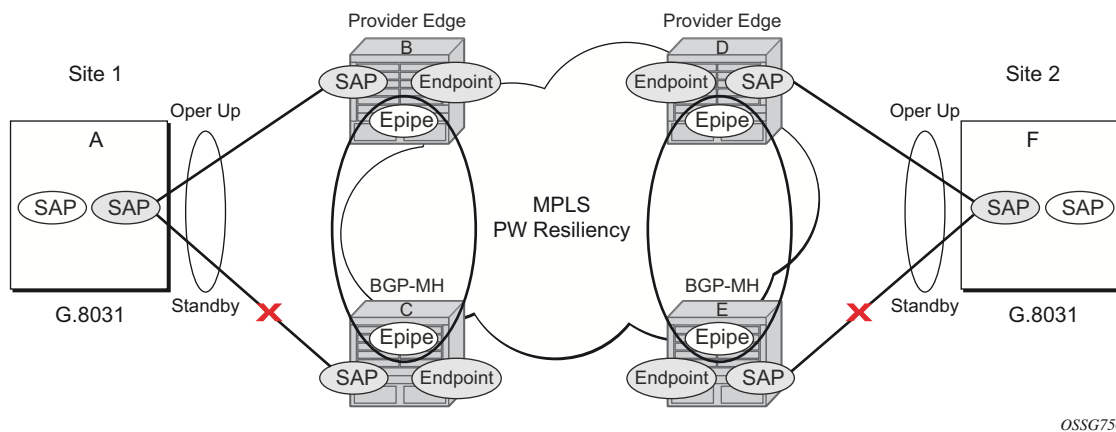 Provider Edge
Provider Edge
B
D
Site 1
SAP
Endpoint
Endpoint
SAP
Site 2
Oper Up
Oper Up
Epipe
Epipe
A
F
SAP
SAP
MPLS
PW Resiliency
SAP
SAP
BGP-MH
BGP-MH
Standby
Standby
G.8031
C
E
G.8031
Epipe
Epipe
SAP
Endpoint
Endpoint
SAP
OSSG75